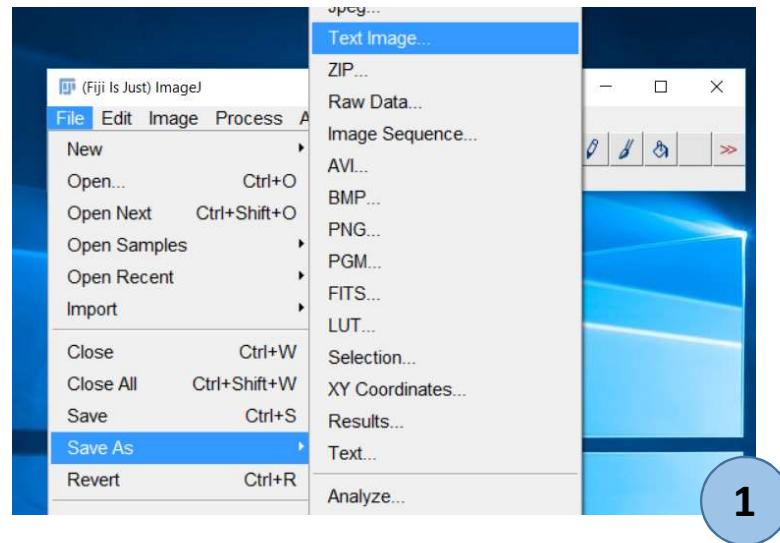 Jpeg...
Text Image...
ZIP...
(Fiji Is Just) ImageJ
Raw Data...
File Edit Image Process A
Image Sequence...
New
AVI...
Open... Ctrl+O
BMP...
Open Next Ctrl+Shift+O
PNG...
Open Samples
PGM...
Open Recent
FITS...
Import
LUT...
Close Ctrl+W
Selection...
Close All Ctrl+Shift+W
XY Coordinates...
Save Ctrl+S
Results...
Save As
Text...
Revert Ctrl+R
Analyze...
1